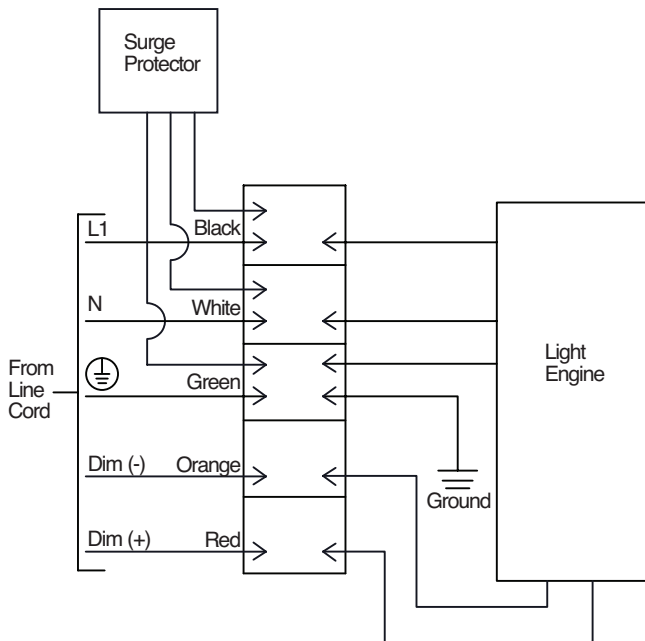 Surge
Protector
L1
Black
N
White
From
Line
Cord
Green
Light
Engine
Dim (-)
Orange
Ground
Dim (+)
Red